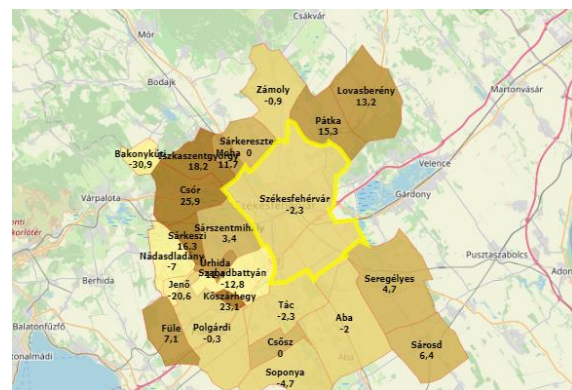 Csákvár
Mór
Bodajk
Zámoly
-0,9
Lovasberény
13,2
Martonvásár
Pátka
15,3
Sárkereszte
Moha 0
11,7
Bakonykúti
-30,9
Iszkaszentgyörgy
18,2
Velence
Csór
25,9
Székesfehérvár
-2,3
Gárdony
Várpalota
Sárszentmih.
3,4
Sárkeszi
16,3
Nádasdladány
-7
Úrhida
Szabadbattyán
-12,8
Pusztaszabolcs
Berhida
Jenő
-20,6
Kőszárhegy
23,1
Seregélyes
4,7
Adon
Tác
-2,3
Aba
-2
Balatonfűzfő
Füle
7,1
Polgárdi
-0,3
Csősz
0
Sárosd
6,4
Aba
onalmádi
Soponya
-4,7